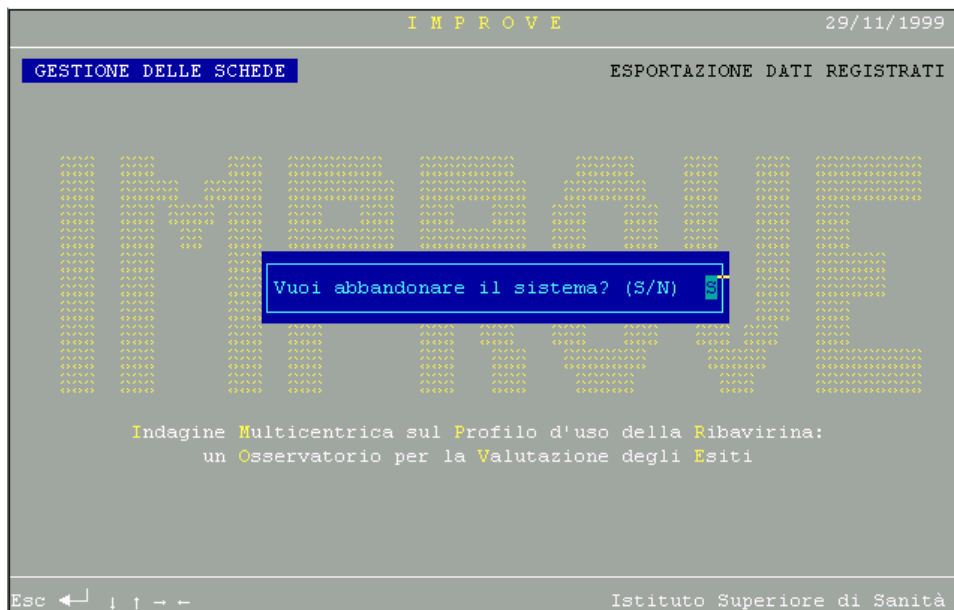 I M P R O V E 29/11/1999
GESTIONE DELLE SCHEDE ESPORTAZIONE DATI REGISTRATI
IMPROVE
Vuoi abbandonare il sistema? (S/N) S
Indagine Multicentrica sul Profilo d'uso della Ribavirina:
un Osservatorio per la Valutazione degli Esiti
Esc ↵ ↓ ↑ → ← Istituto Superiore di Sanità